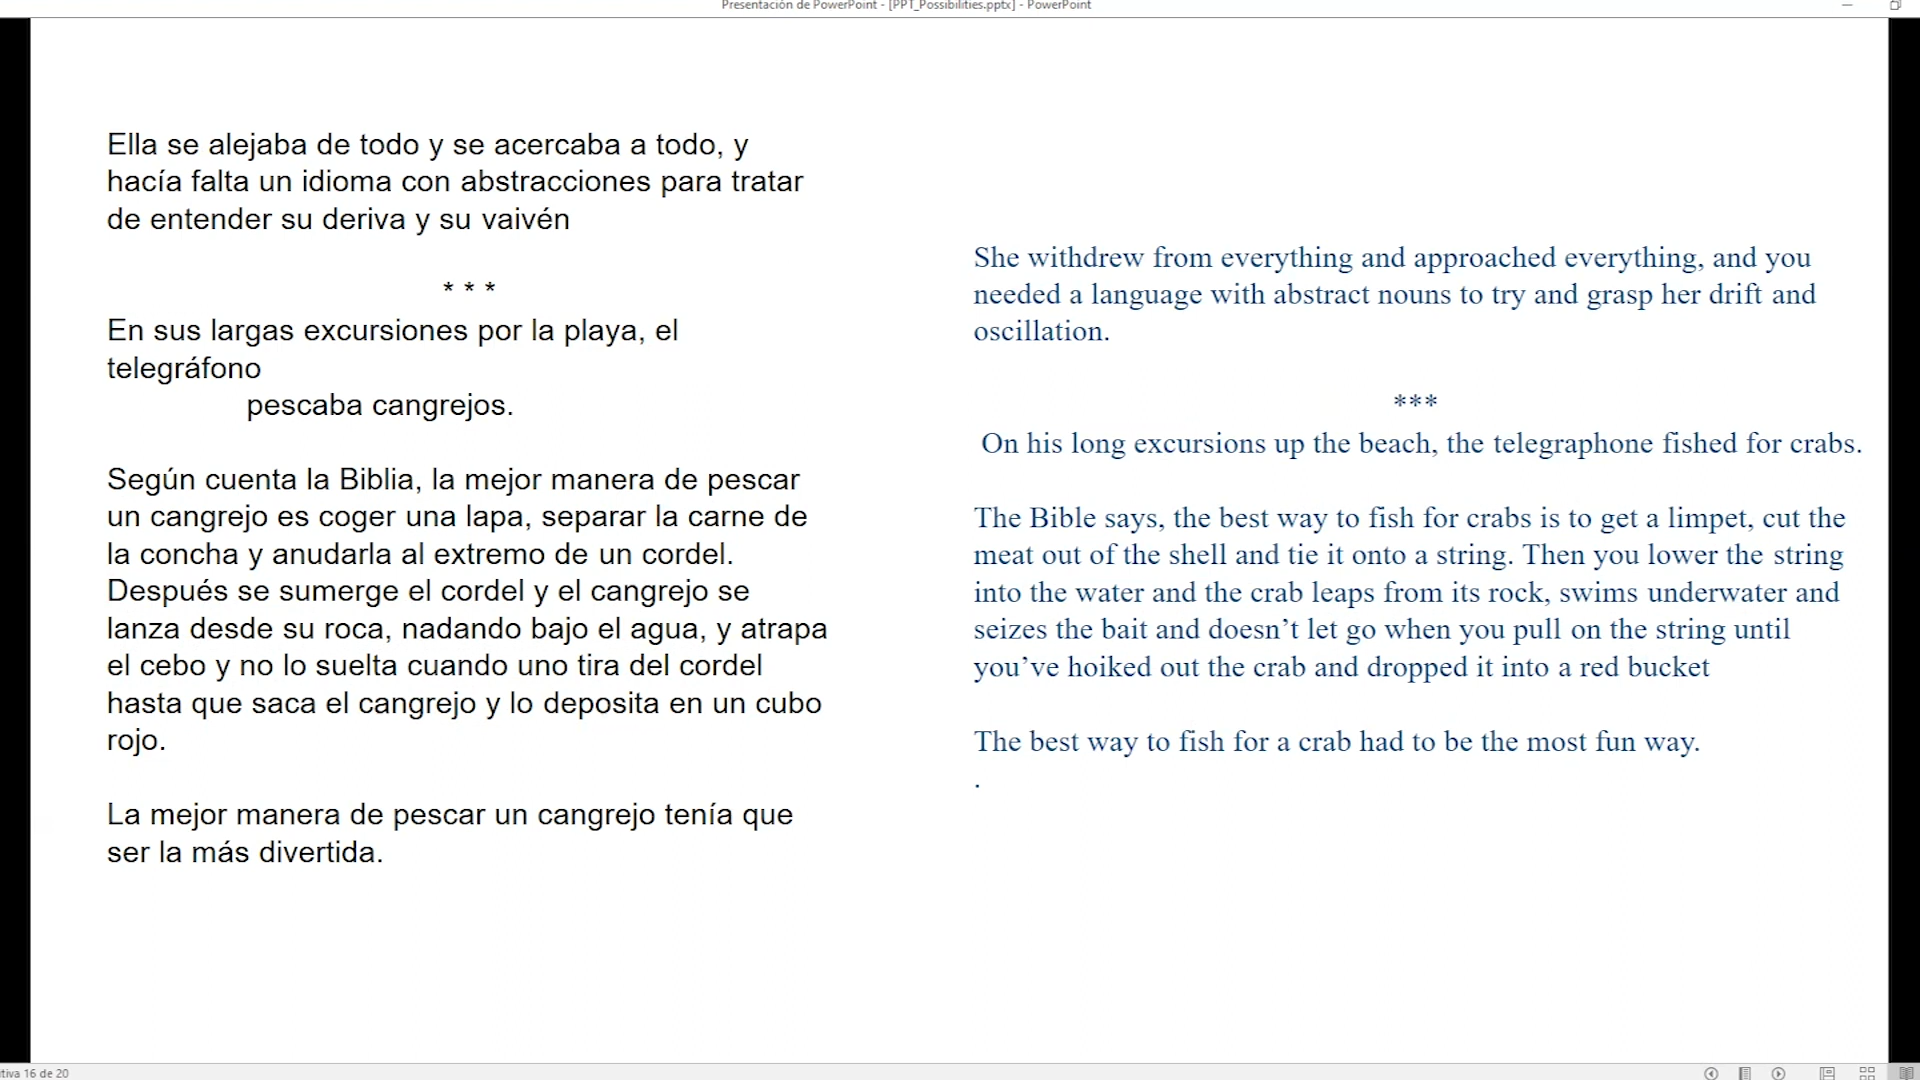 Presentación de PowerPoint - [PPT_Possibilities.pptx] - PowerPoint
Ella se alejaba de todo y se acercaba a todo, y
hacía falta un idioma con abstracciones para tratar
de entender su deriva y su vaivén
* * *
En sus largas excursiones por la playa, el
telegráfono
pescaba cangrejos.
Según cuenta la Biblia, la mejor manera de pescar
un cangrejo es coger una lapa, separar la carne de
la concha y anudarla al extremo de un cordel.
Después se sumerge el cordel y el cangrejo se
lanza desde su roca, nadando bajo el agua, y atrapa
el cebo y no lo suelta cuando uno tira del cordel
hasta que saca el cangrejo y lo deposita en un cubo
rojo.
La mejor manera de pescar un cangrejo tenía que
ser la más divertida.
She withdrew from everything and approached everything, and you
needed a language with abstract nouns to try and grasp her drift and
oscillation.
***
On his long excursions up the beach, the telegraphone fished for crabs.
The Bible says, the best way to fish for crabs is to get a limpet, cut the
meat out of the shell and tie it onto a string. Then you lower the string
into the water and the crab leaps from its rock, swims underwater and
seizes the bait and doesn’t let go when you pull on the string until
you’ve hoiked out the crab and dropped it into a red bucket
The best way to fish for a crab had to be the most fun way.
.
itiva 16 de 20